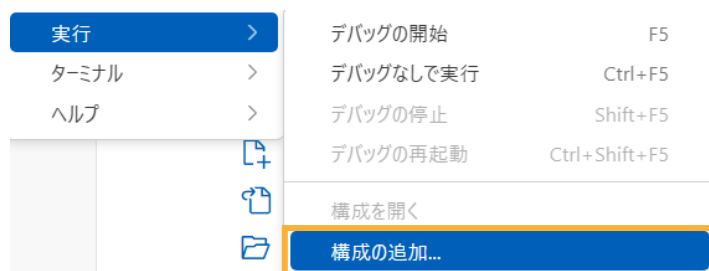 実行
ターミナル
ヘルプ
デバッグの開始 F5
デバッグなしで実行 Ctrl+F5
デバッグの停止 Shift+F5
デバッグの再起動 Ctrl+Shift+F5
構成を開く
構成の追加...